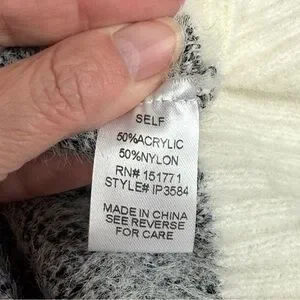 SELF
50%ACRYLIC
50%NYLON
RN# 151771
STYLE# IP3584
MADE IN CHINA
SEE REVERSE
FOR CARE